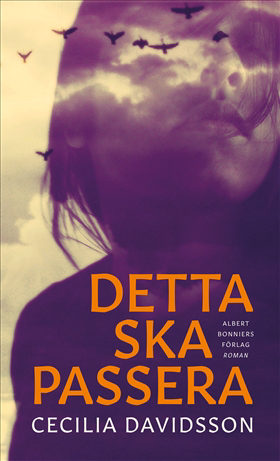 DETTA
SKA
PASSERA
ALBERT
BONNIERS
FÖRLAG
ROMAN
CECILIA DAVIDSSON